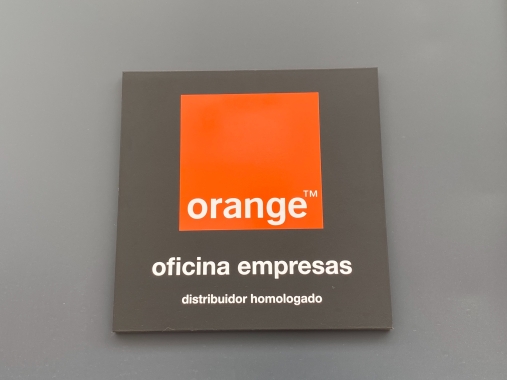 orange™
oficina empresas
distribuidor homologado